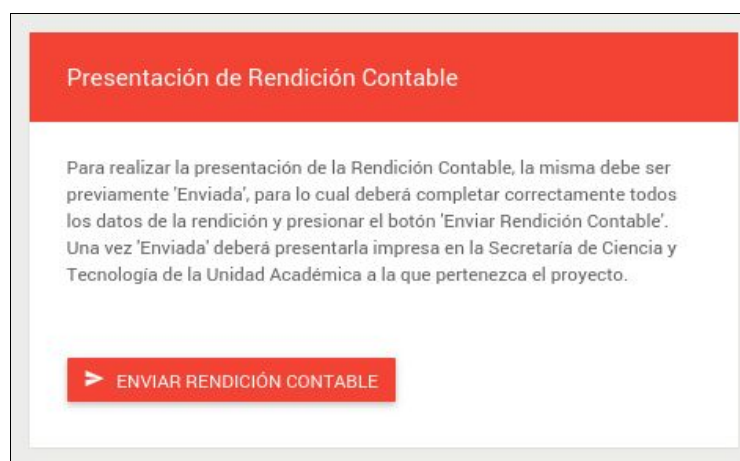 Presentación de Rendición Contable
Para realizar la presentación de la Rendición Contable, la misma debe ser
previamente 'Enviada', para lo cual deberá completar correctamente todos
los datos de la rendición y presionar el botón 'Enviar Rendición Contable'.
Una vez 'Enviada' deberá presentarla impresa en la Secretaría de Ciencia y
Tecnología de la Unidad Académica a la que pertenezca el proyecto.
ENVIAR RENDICIÓN CONTABLE